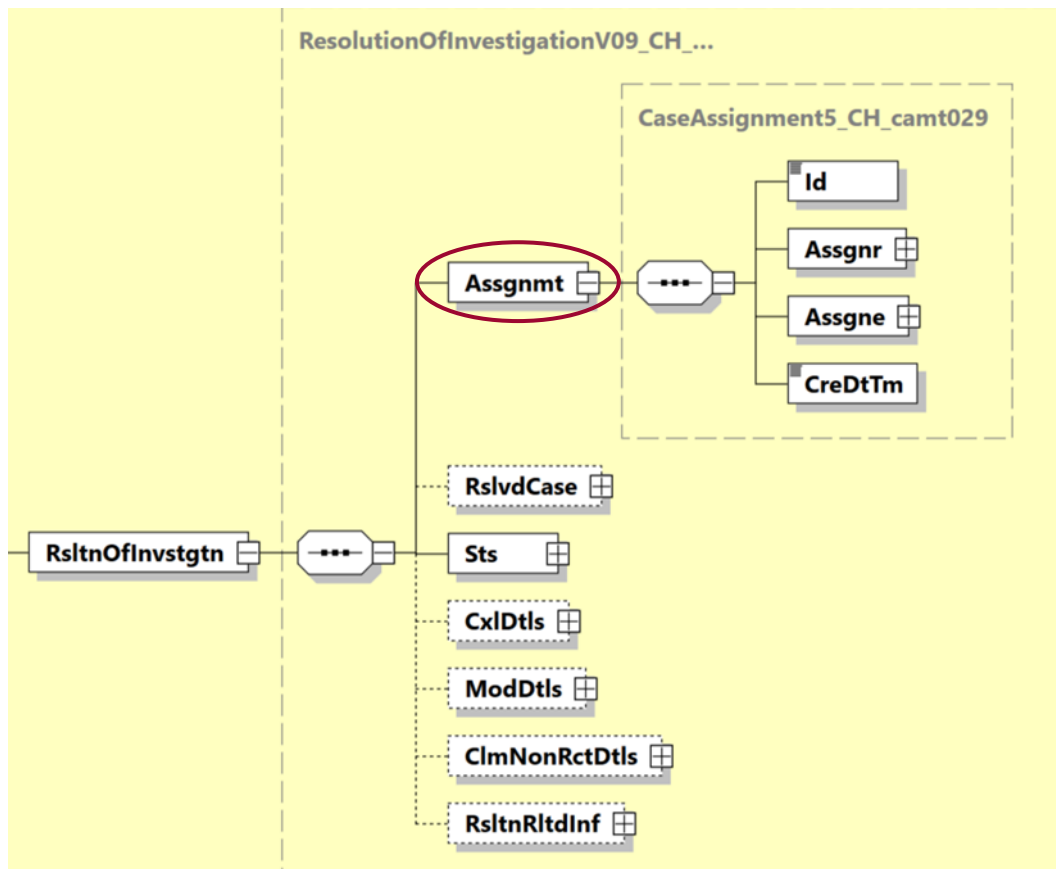 ResolutionOfInvestigationV09_CH_...
CaseAssignment5_CH_camt029
Id
Assgnr
Assgnmt
Assgne
CreDtTm
RslvdCase
RsltnOfInvstgtn
Sts
CxlDtls
ModDtls
ClmNonRctDtls
RsltnRltdInf